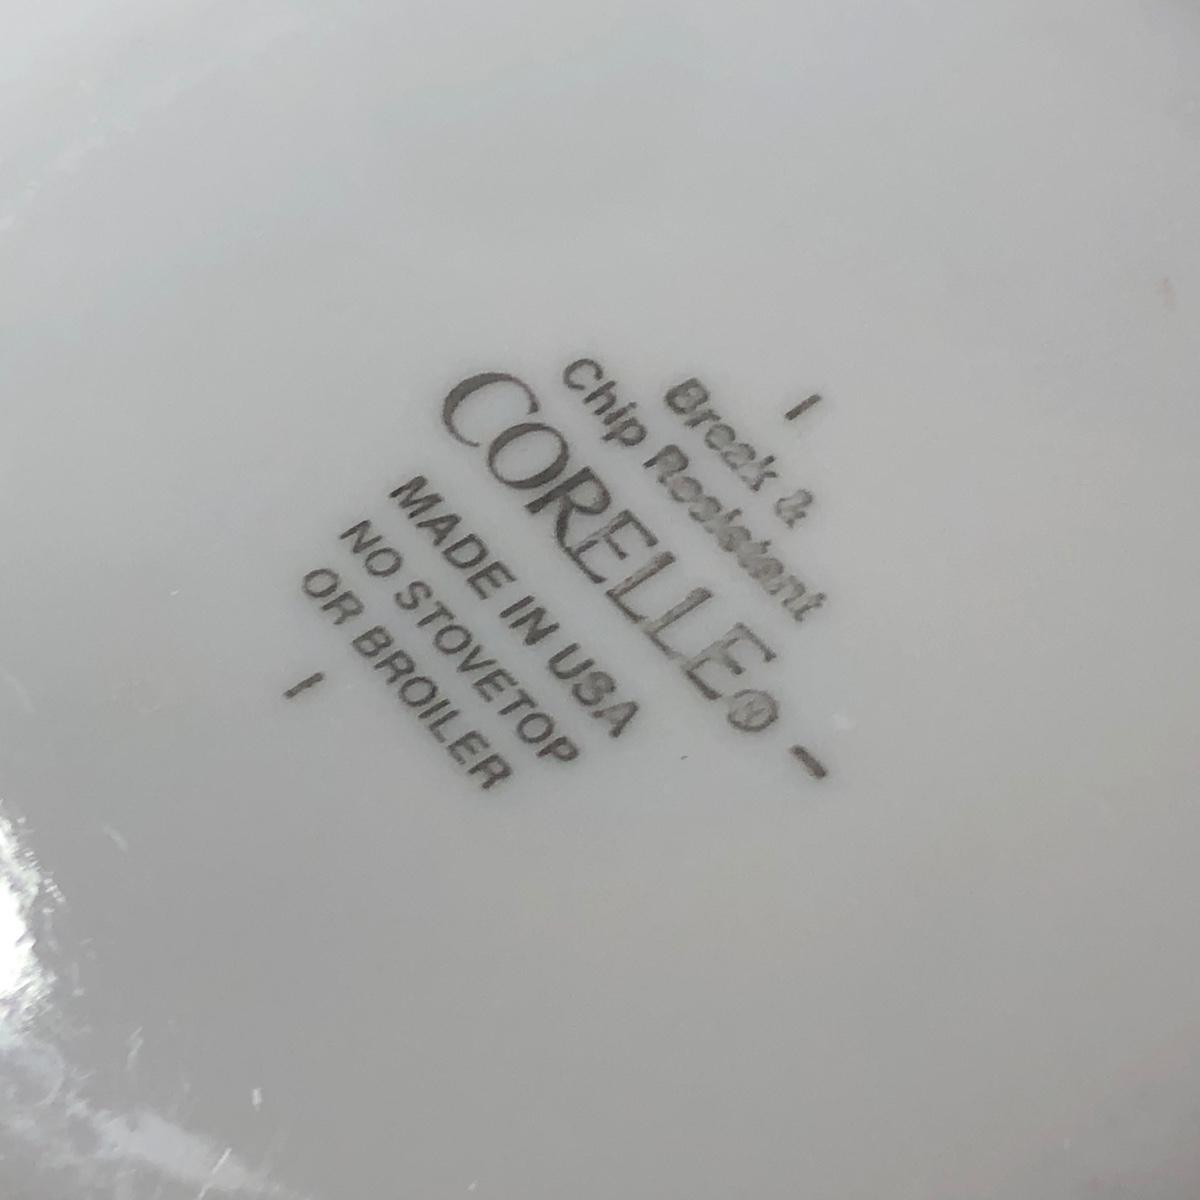 Break &
Chip Resistant
CORELLE®
MADE IN USA
NO STOVETOP
OR BROILER